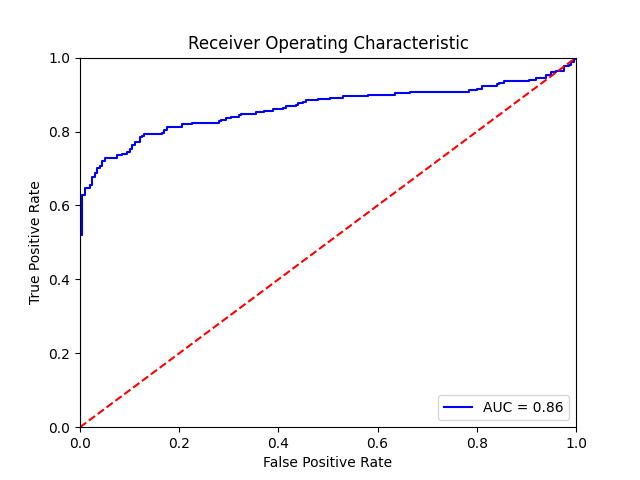 Receiver Operating Characteristic
1.0
0.8
0.6
0.4
0.2
0.0
True Positive Rate
AUC = 0.86
0.0 0.2 0.4 0.6 0.8 1.0
False Positive Rate